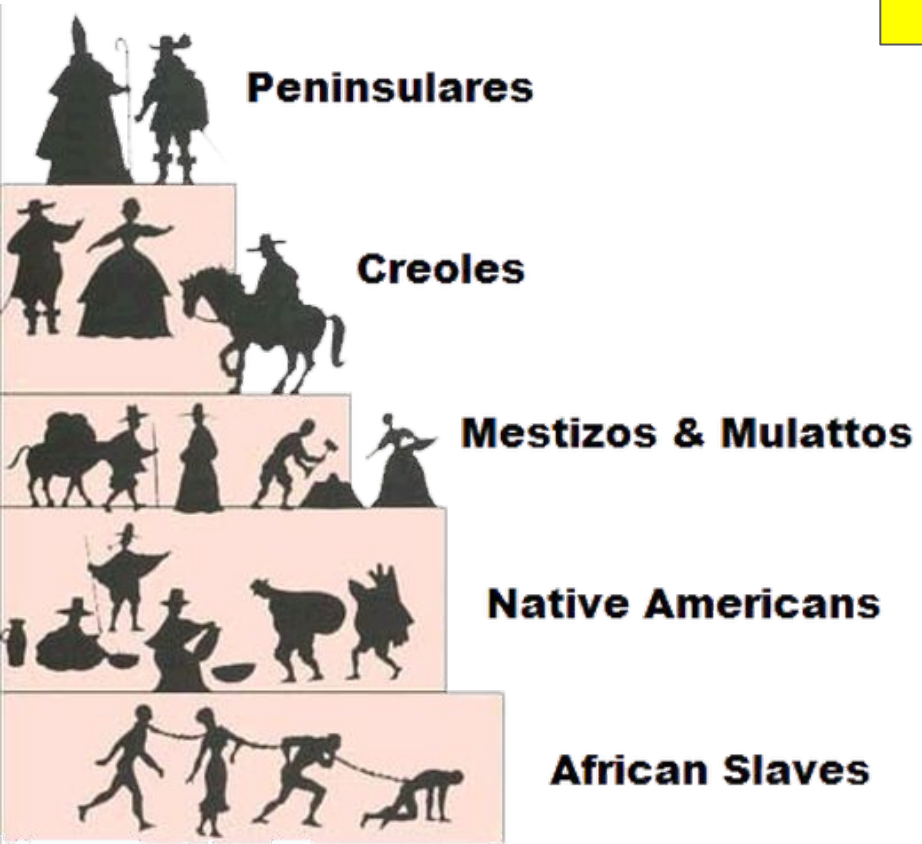 Peninsulares
Creoles
Mestizos & Mulattos
Native Americans
African Slaves